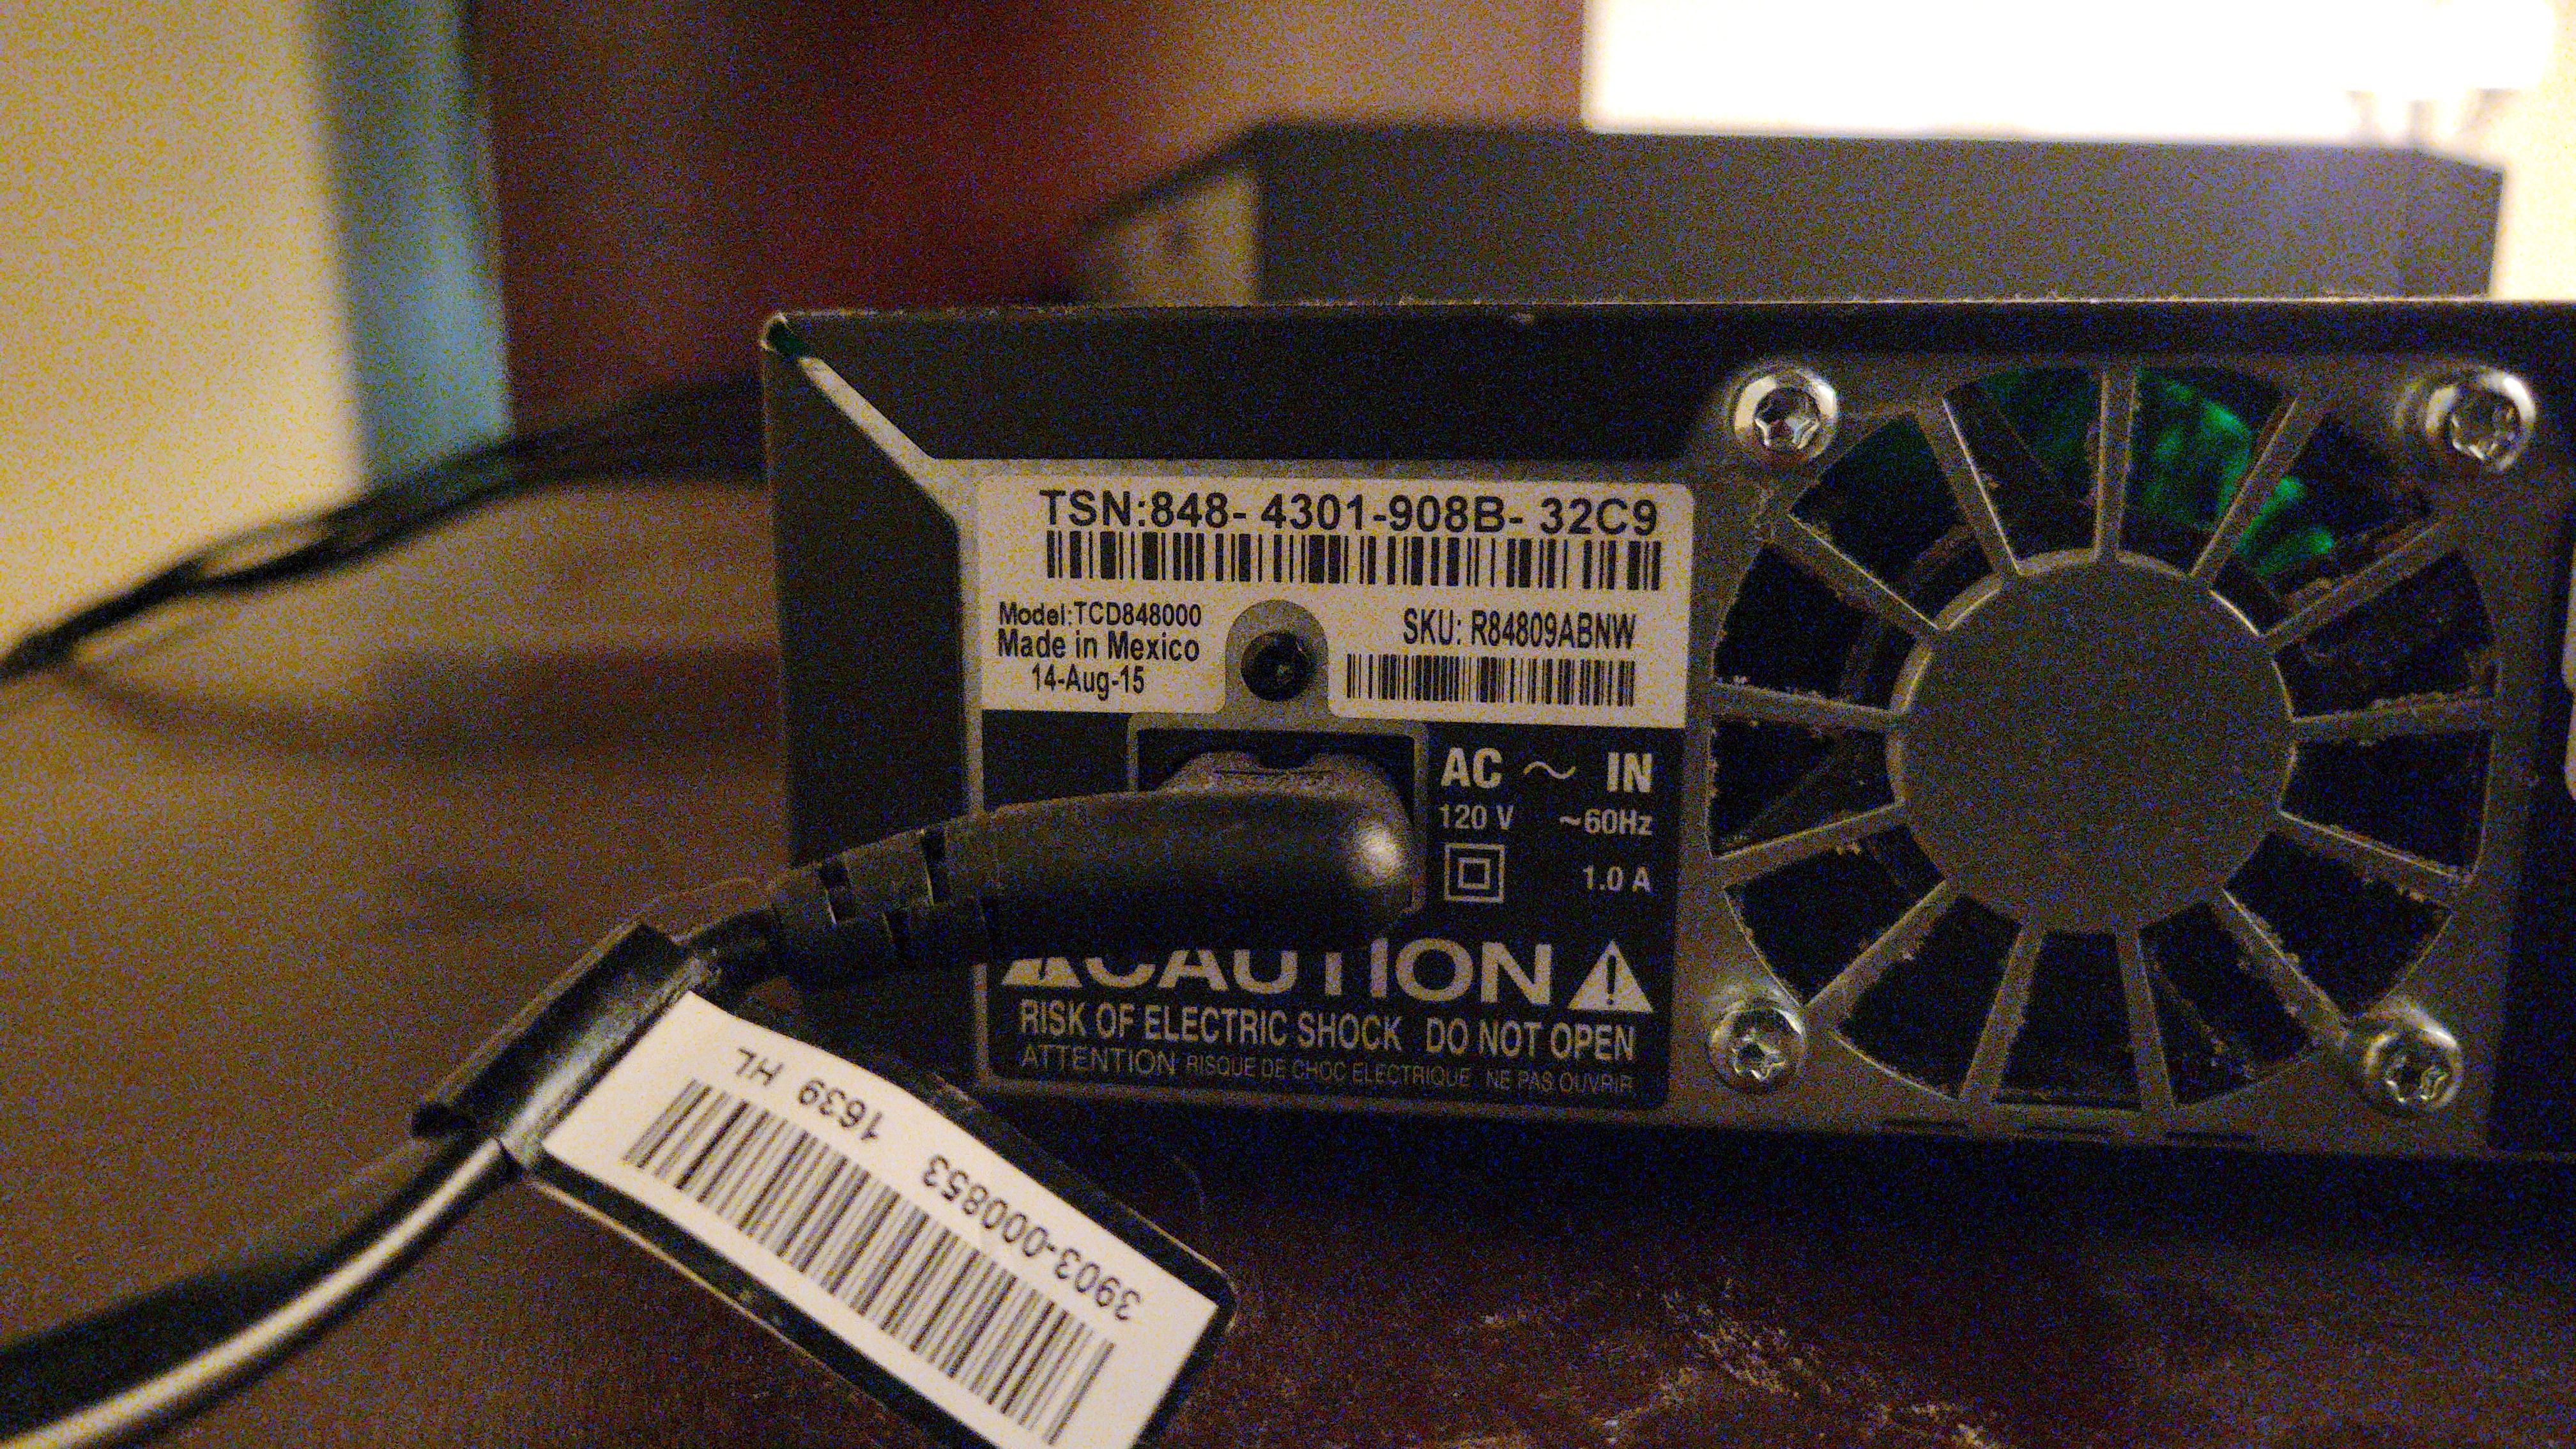 TSN:848- 4301-908B- 32C9
Model:TCD848000
Made in Mexico
14-Aug-15
SKU: R84809ABNW
AC ~ IN
120 V ~60Hz
1.0 A
CAUTION
RISK OF ELECTRIC SHOCK DO NOT OPEN
ATTENTION RISQUE DE CHOC ELECTRIQUE NE PAS OUVRIR
3903-000853 1639 HL